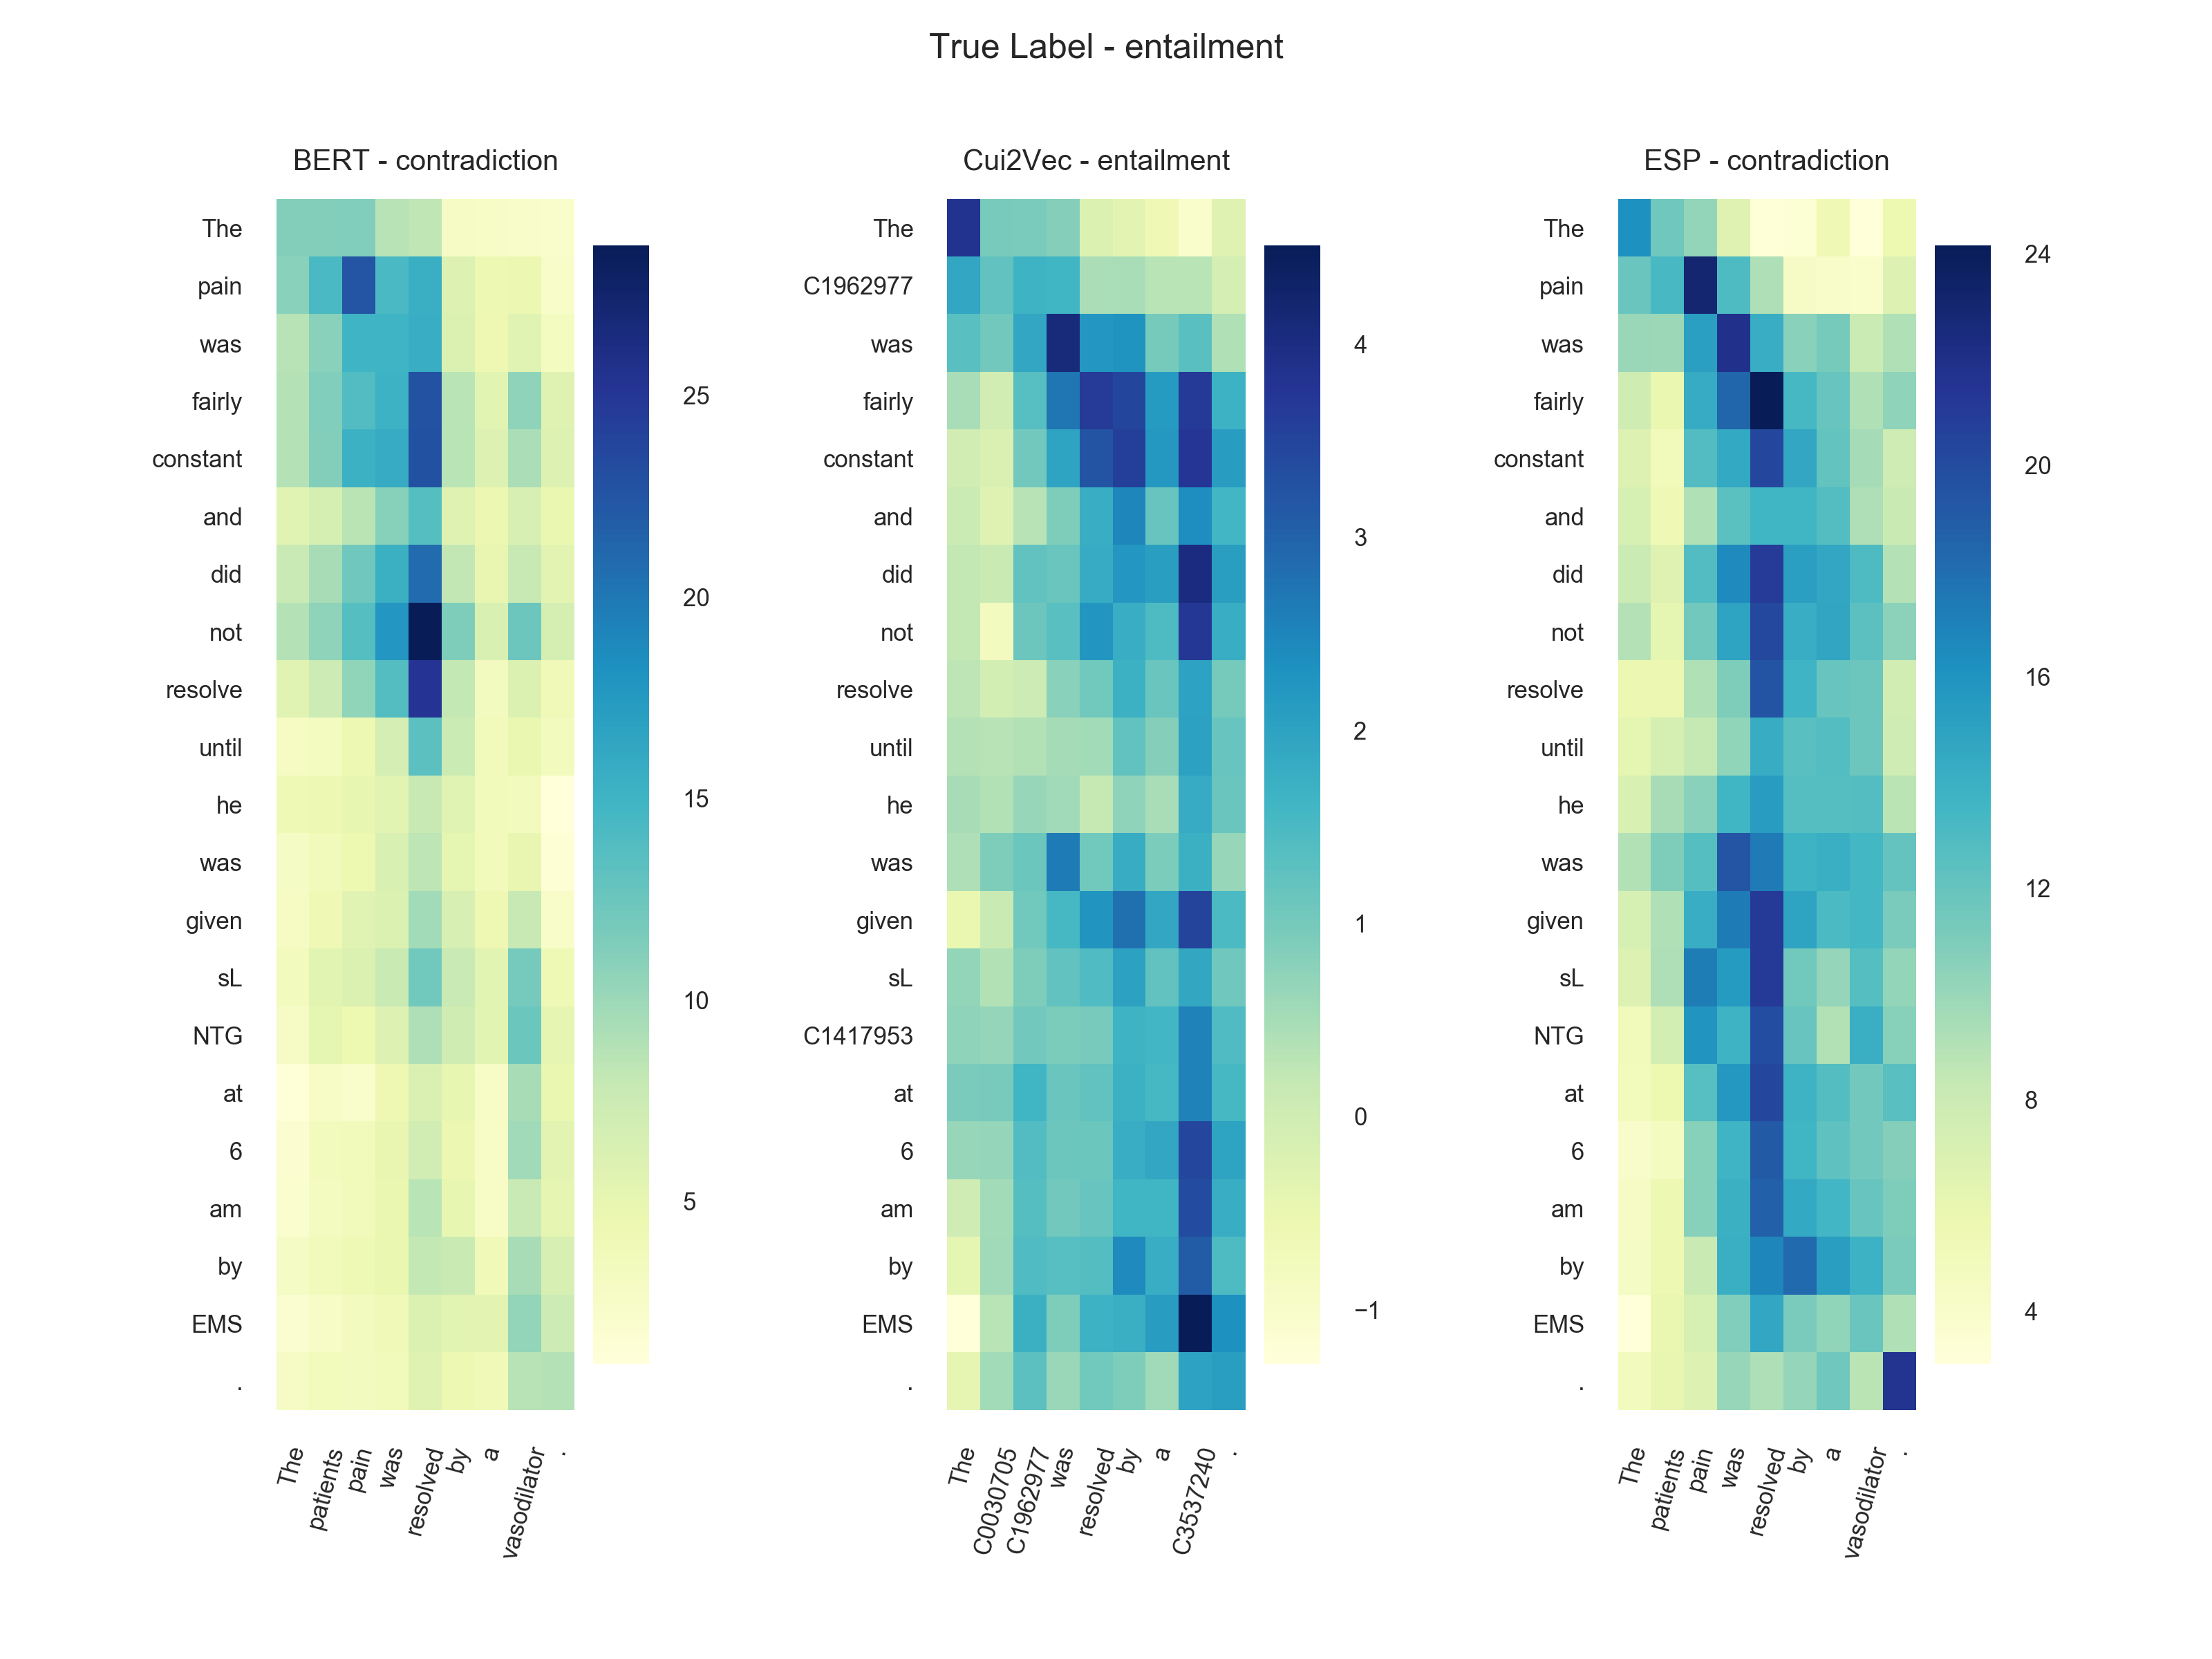 True Label - entailment
BERT - contradiction
The
pain
was
fairly
constant
and
did
not
resolve
until
he
was
given
sL
NTG
at
6
am
by
EMS
.
The
patients
pain
was
resolved
by
a
vasodilator
.
25
20
15
10
5
Cui2Vec - entailment
The
C1962977
was
fairly
constant
and
did
not
resolve
until
he
was
given
sL
C1417953
at
6
am
by
EMS
.
The
C0030705
C1962977
was
resolved
by
a
C3537240
.
4
3
2
1
0
−1
ESP - contradiction
The
pain
was
fairly
constant
and
did
not
resolve
until
he
was
given
sL
NTG
at
6
am
by
EMS
.
The
patients
pain
was
resolved
by
a
vasodilator
.
24
20
16
12
8
4